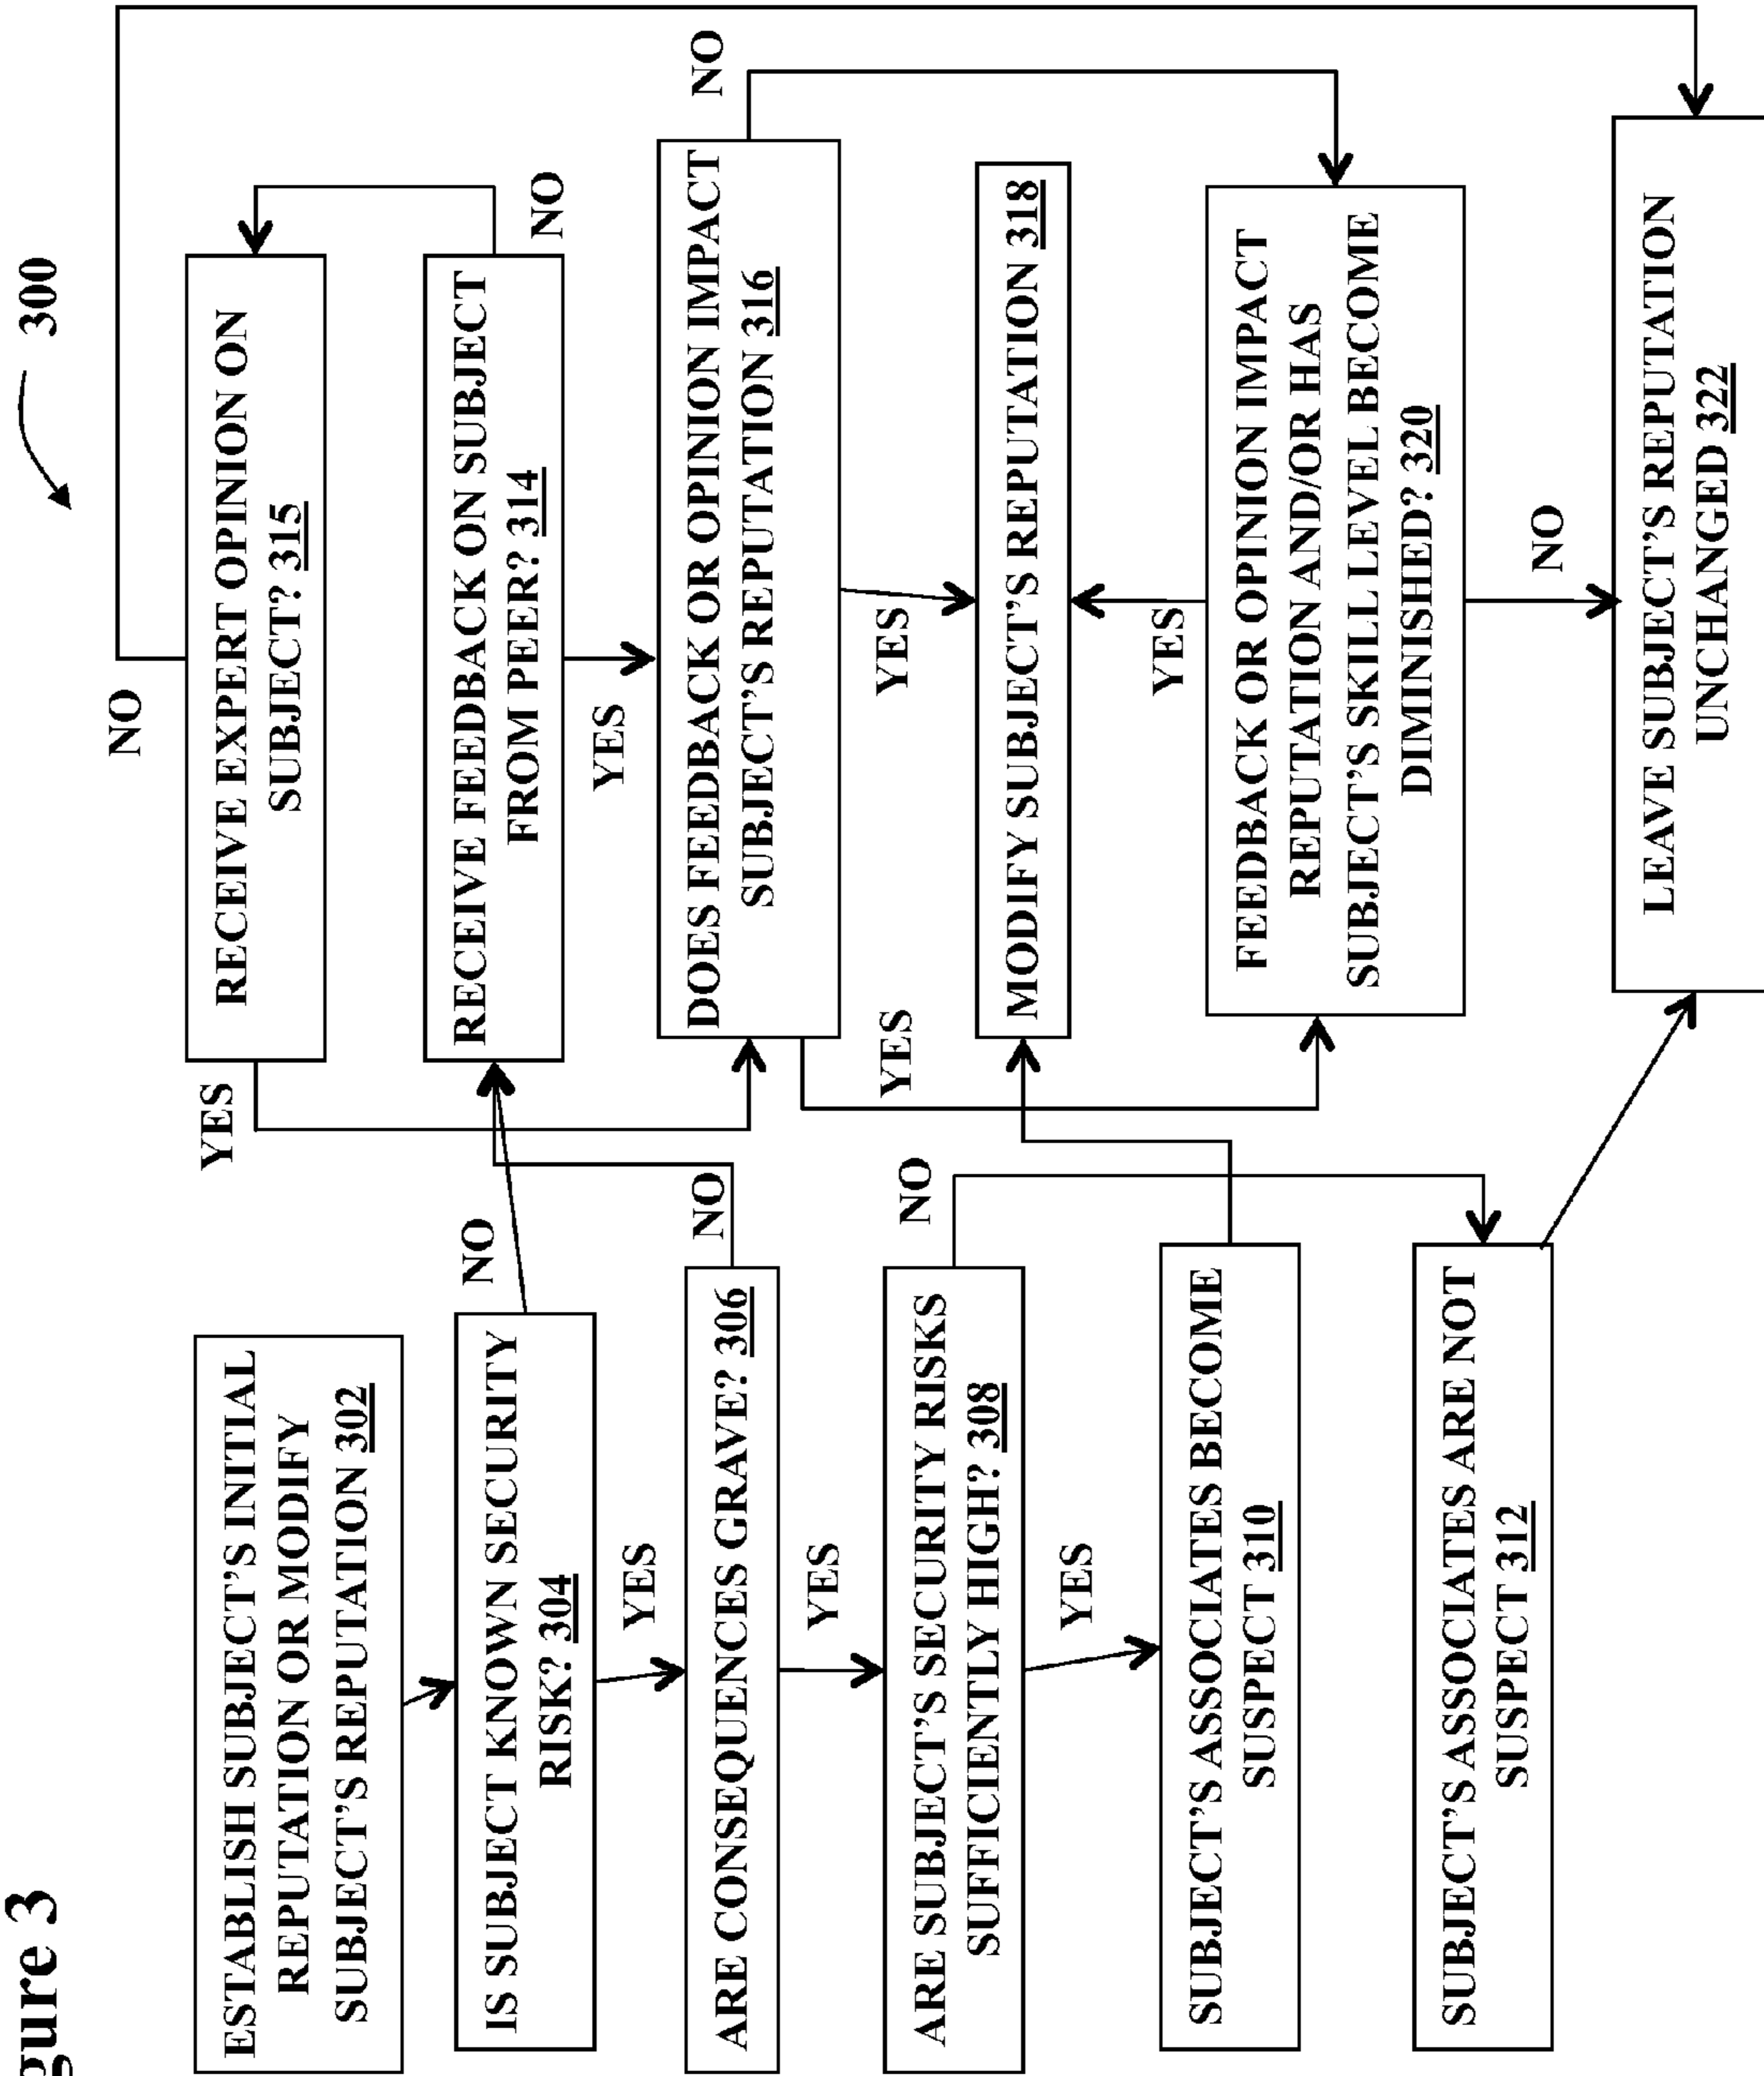 gure 3
300
ESTABLISH SUBJECT'S INITIAL
REPUTATION OR MODIFY
SUBJECT'S REPUTATION 302
IS SUBJECT KNOWN SECURITY
RISK? 304
NO
YES
ARE CONSEQUENCES GRAVE? 306
NO
YES
ARE SUBJECT'S SECURITY RISKS
SUFFICIENTLY HIGH? 308
NO
YES
SUBJECT'S ASSOCIATES BECOME
SUSPECT 310
SUBJECT'S ASSOCIATES ARE NOT
SUSPECT 312
NO
RECEIVE EXPERT OPINION ON
SUBJECT? 315
YES
RECEIVE FEEDBACK ON SUBJECT
FROM PEER? 314
NO
YES
DOES FEEDBACK OR OPINION IMPACT
SUBJECT'S REPUTATION 316
NO
YES
YES
MODIFY SUBJECT'S REPUTATION 318
YES
FEEDBACK OR OPINION IMPACT
REPUTATION AND/OR HAS
SUBJECT'S SKILL LEVEL BECOME
DIMINISHED? 320
NO
LEAVE SUBJECT'S REPUTATION
UNCHANGED 322